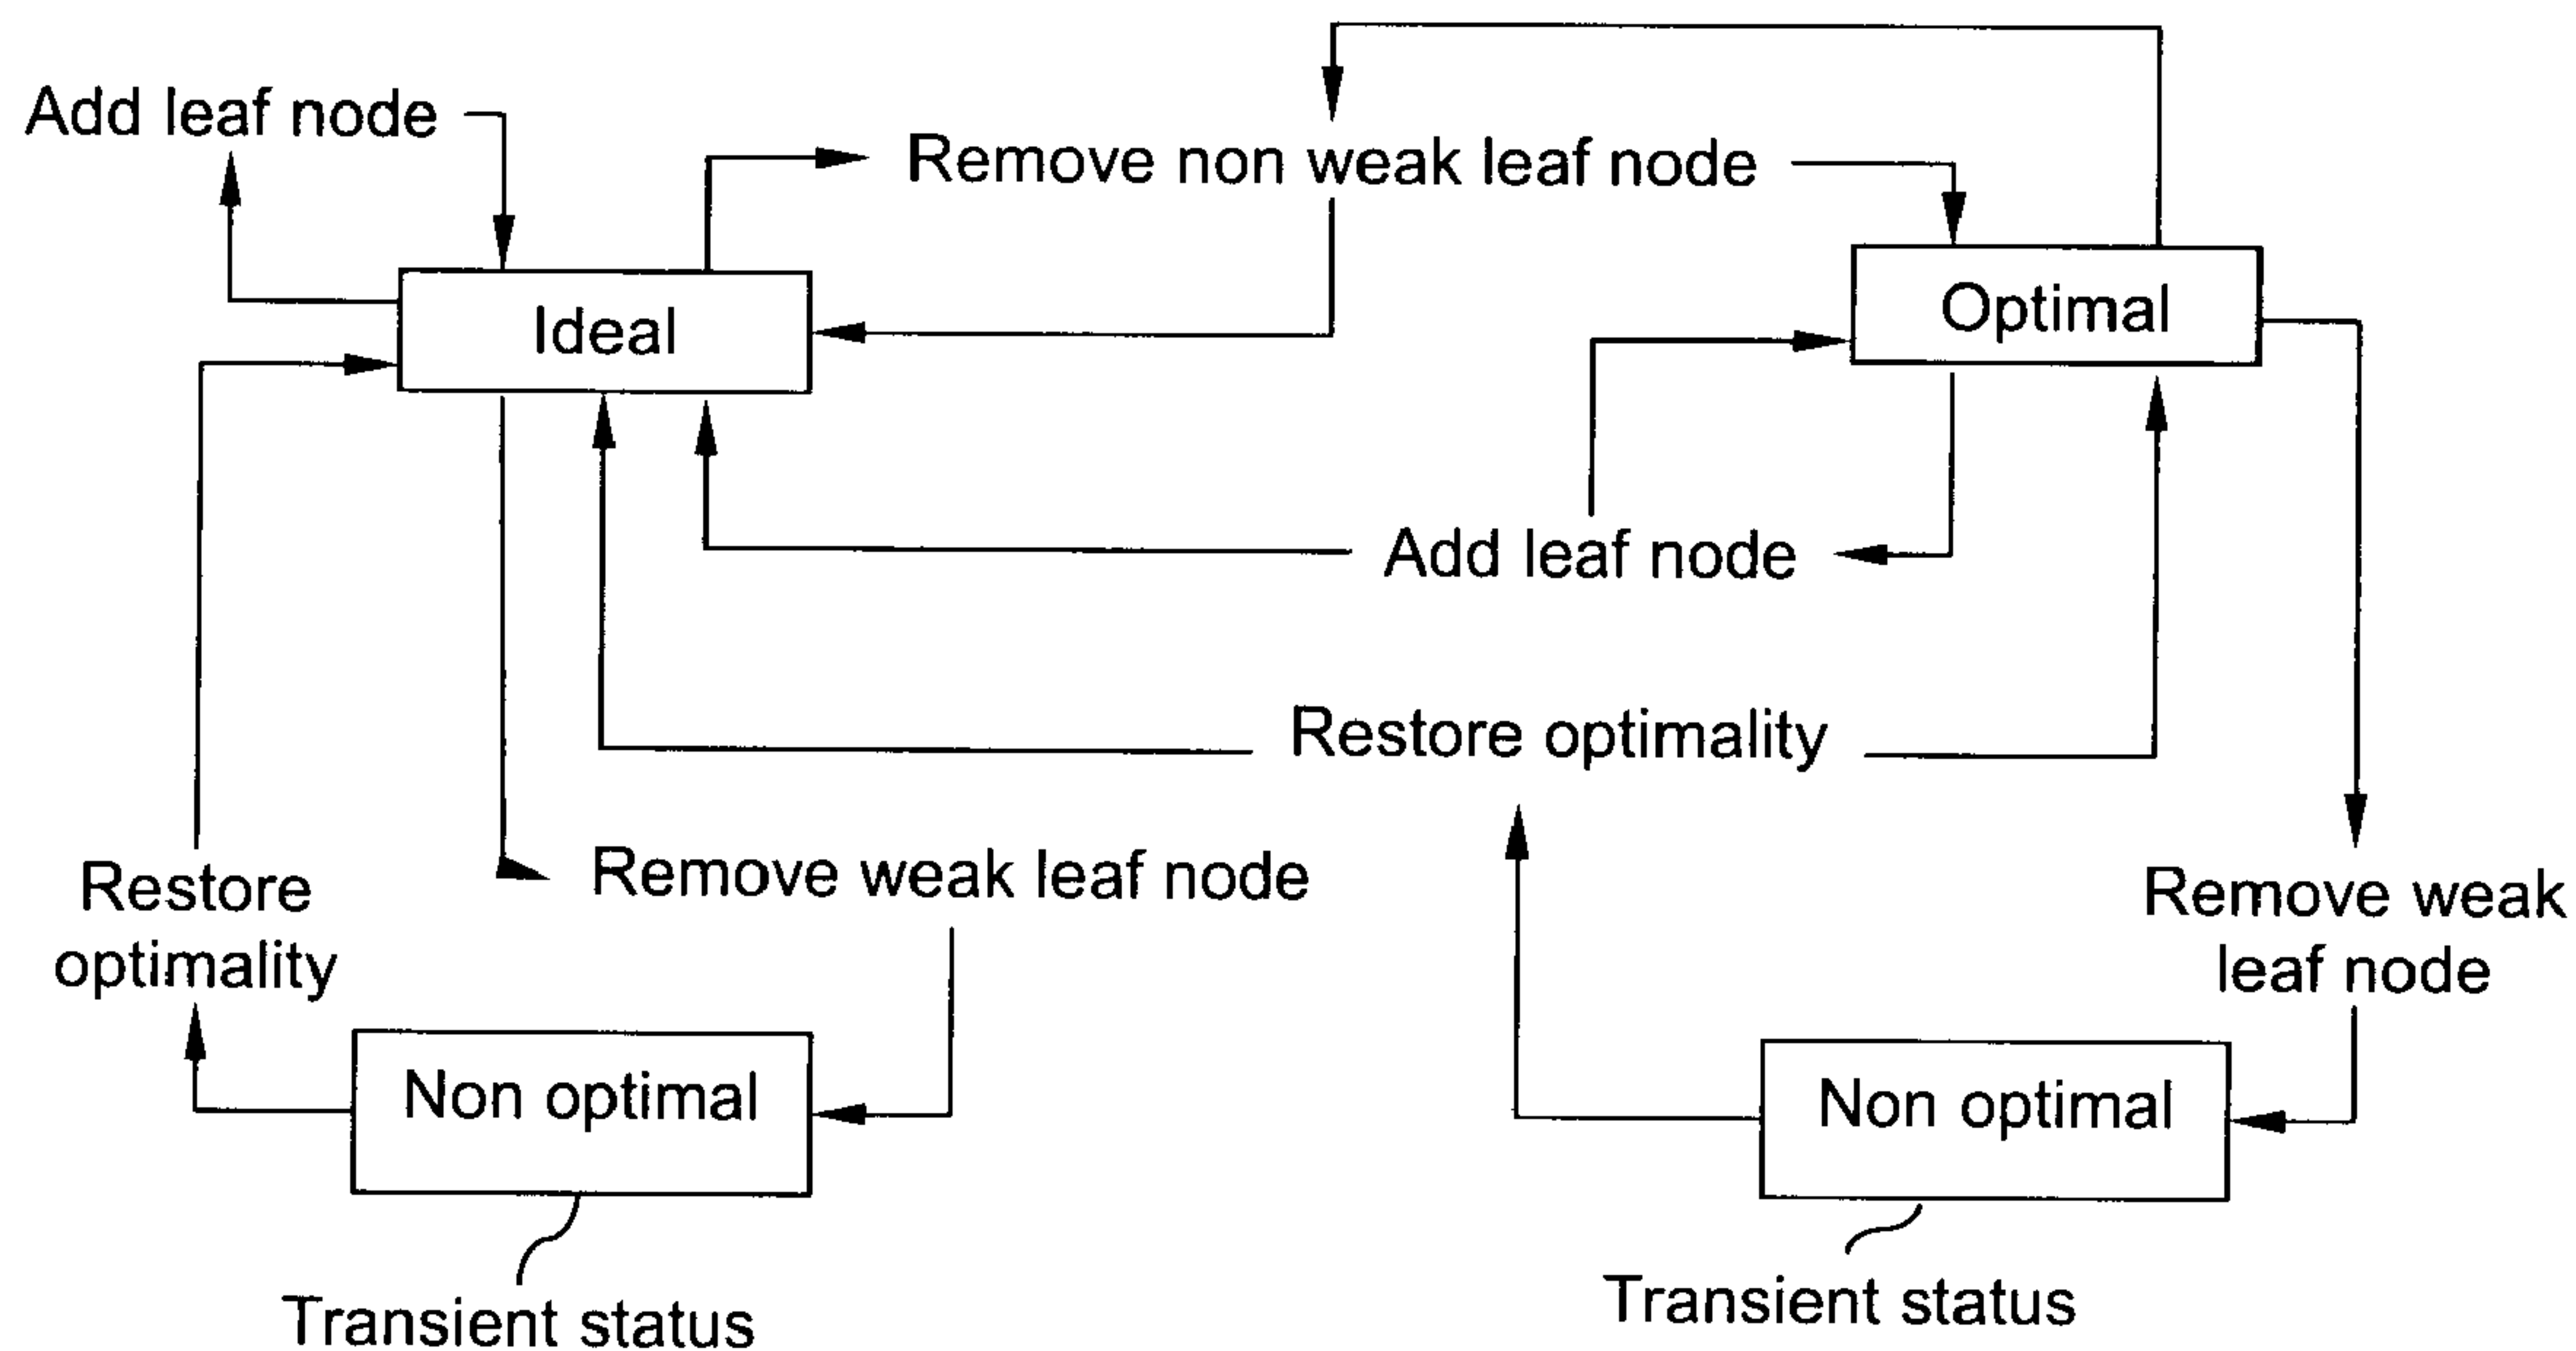 Add leaf node
Remove non weak leaf node
Ideal
Optimal
Add leaf node
Restore optimality
Remove weak leaf node
Restore
optimality
Remove weak
leaf node
Non optimal
Non optimal
Transient status
Transient status